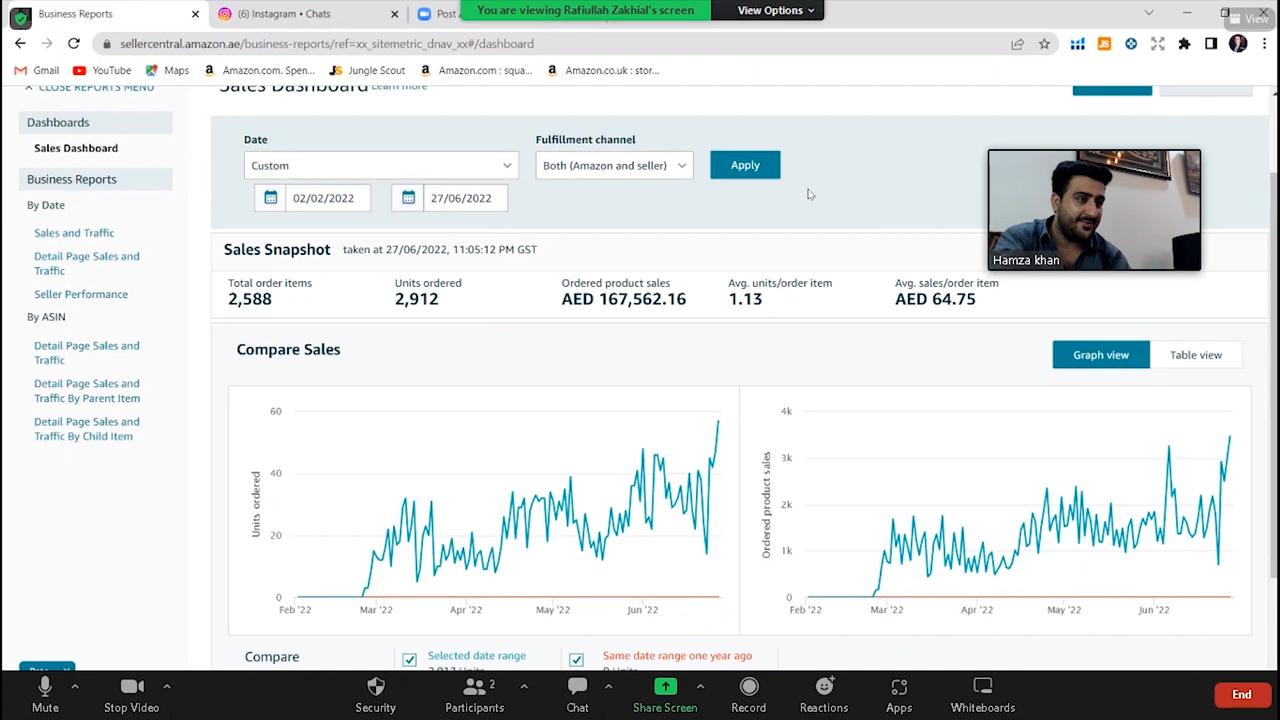 Business Reports
(6) Instagram • Chats
Post
You are viewing Rafiullah Zakhial's screen
View Options
View
sellercentral.amazon.ae/business-reports/ref=xx_sitemetric_dnav_xx#/dashboard
Gmail
YouTube
Maps
Amazon.com. Spen...
Jungle Scout
Amazon.com : squa...
Amazon.co.uk : stor...
CLOSE REPORTS MENU
Sales Dashboard Learn more
Dashboards
Sales Dashboard
Business Reports
By Date
Sales and Traffic
Detail Page Sales and
Traffic
Seller Performance
By ASIN
Detail Page Sales and
Traffic
Detail Page Sales and
Traffic By Parent Item
Detail Page Sales and
Traffic By Child Item
Date
Fulfillment channel
Custom
Both (Amazon and seller)
Apply
02/02/2022
27/06/2022
Hamza khan
Sales Snapshot taken at 27/06/2022, 11:05:12 PM GST
Total order items
2,588
Units ordered
2,912
Ordered product sales
AED 167,562.16
Avg. units/order item
1.13
Avg. sales/order item
AED 64.75
Compare Sales
Graph view
Table view
Units ordered
60
40
20
0
Feb '22
Mar '22
Apr '22
May '22
Jun '22
Ordered product sales
4k
3k
2k
1k
0
Feb '22
Mar '22
Apr '22
May '22
Jun '22
Compare
Selected date range
Same date range one year ago
Mute
Stop Video
Security
2
Participants
Chat
Share Screen
Record
Reactions
Apps
Whiteboards
End